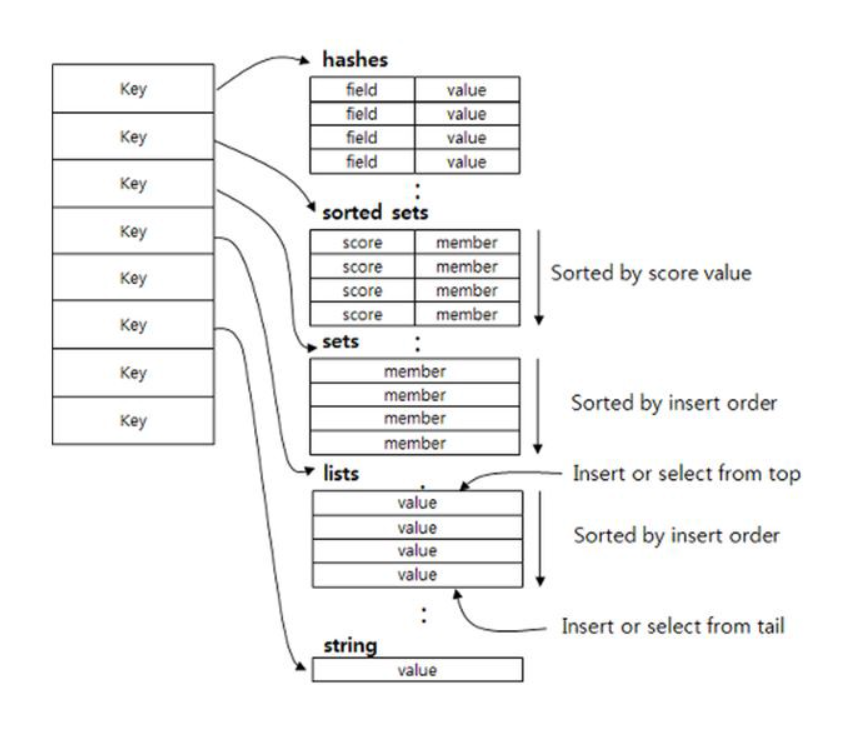 Key
Key
Key
Key
Key
Key
Key
Key
hashes
field value
field value
field value
field value
:
sorted sets
score member
score member
score member
score member
Sorted by score value
:
sets
member
member
member
member
Sorted by insert order
lists
Insert or select from top
value
value
value
value
Sorted by insert order
:
Insert or select from tail
string
value